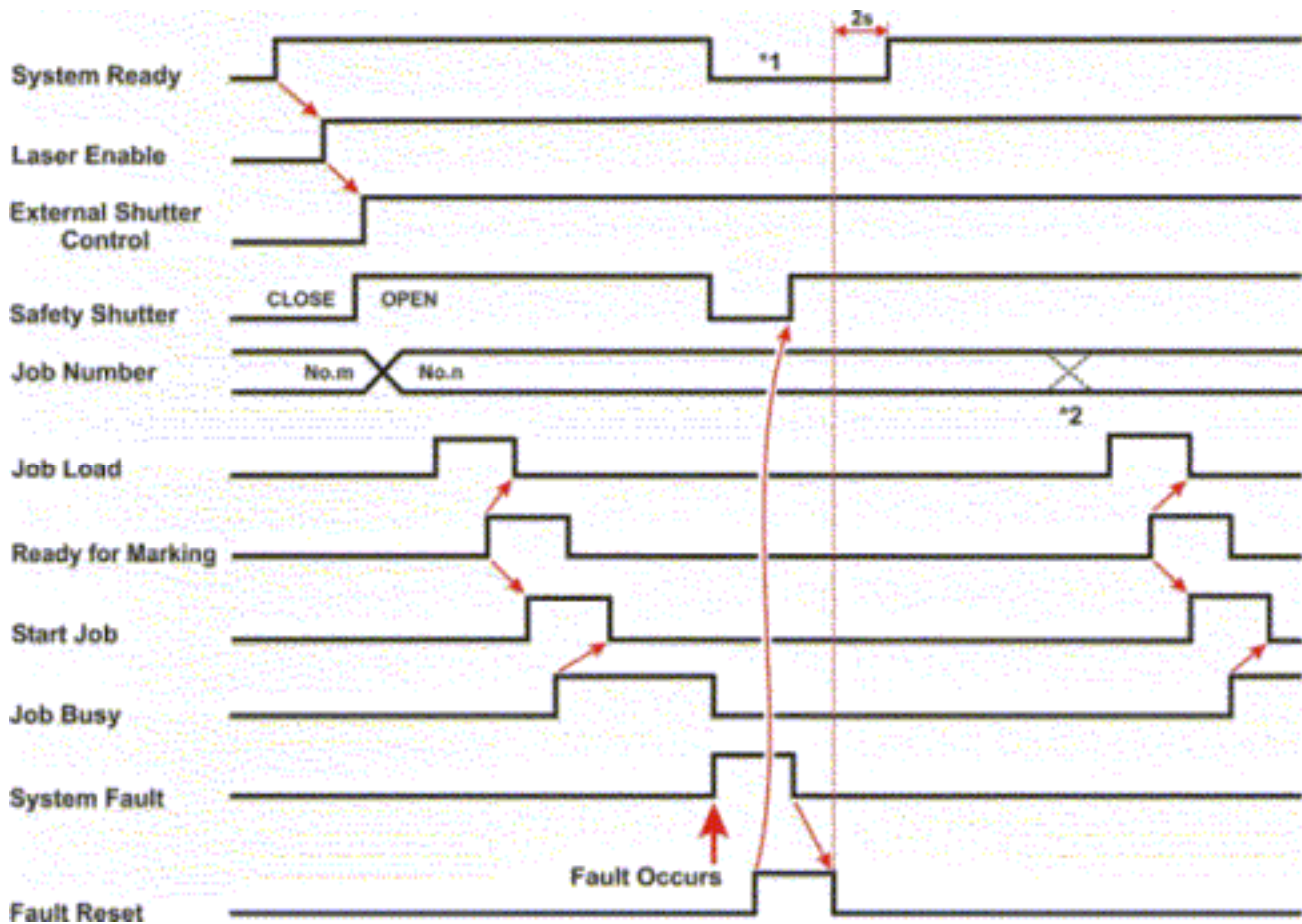 2s
System Ready
*1
Laser Enable
External Shutter
Control
CLOSE OPEN
Safety Shutter
Job Number
No.m No.n
*2
Job Load
Ready for Marking
Start Job
Job Busy
System Fault
Fault Occurs
Fault Reset